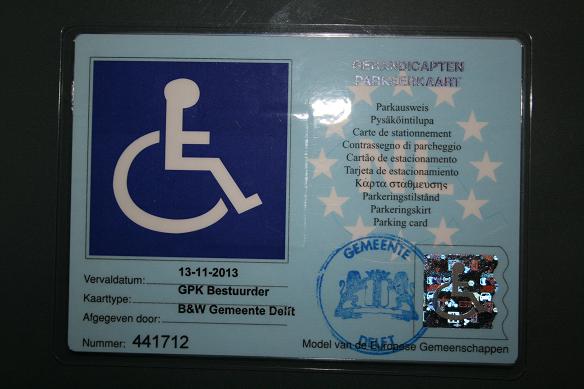 GEHANDICAPTEN
PARKEERKAART
Parkausweis
Pysäköintilupa
Carte de stationnement
Contrassegno di parcheggio
Cartão de estacionamento
Tarjeta de estacionamiento
Κάρτα στάθμευσης
Parkeringstilstånd
Parkeringskirt
Parking card
Vervaldatum: 13-11-2013
Kaarttype: GPK Bestuurder
Afgegeven door: B&W Gemeente Delft
Nummer: 441712
GEMEENTE
DELFT
Model van de Europese Gemeenschappen